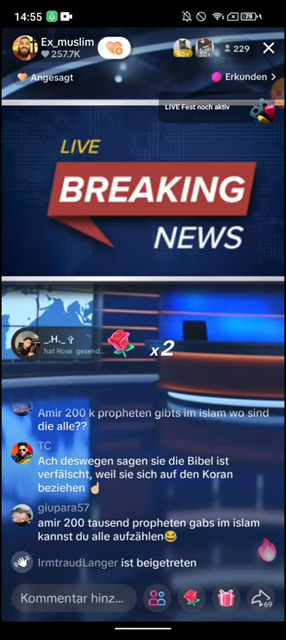 14:55
79
Ex_muslim
257.7K
50+
30+
229
Angesagt
Erkunden >
LIVE Fest noch aktiv
LIVE
BREAKING
NEWS
_.H._ ✞
hat Rose gesend...
x2
Amir 200 k propheten gibts im islam wo sind
die alle??
TC
Ach deswegen sagen sie die Bibel ist
verfälscht, weil sie sich auf den Koran
beziehen ☝🏼
giupara57
amir 200 tausend propheten gabs im islam
kannst du alle aufzählen😂
IrmtraudLanger ist beigetreten
Kommentar hinz...
69